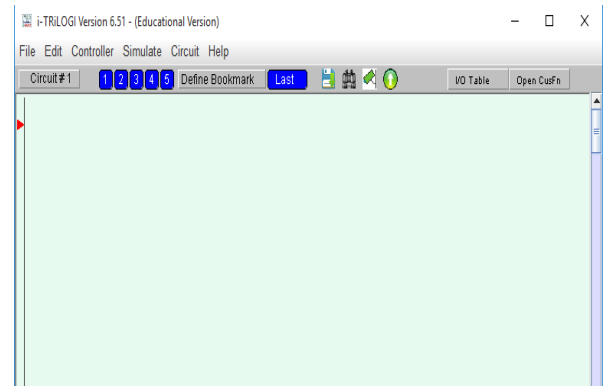 i-TRiLOGI Version 6.51 - (Educational Version)
File Edit Controller Simulate Circuit Help
Circuit#1 1 2 3 4 5 Define Bookmark Last I/O Table Open CusFn